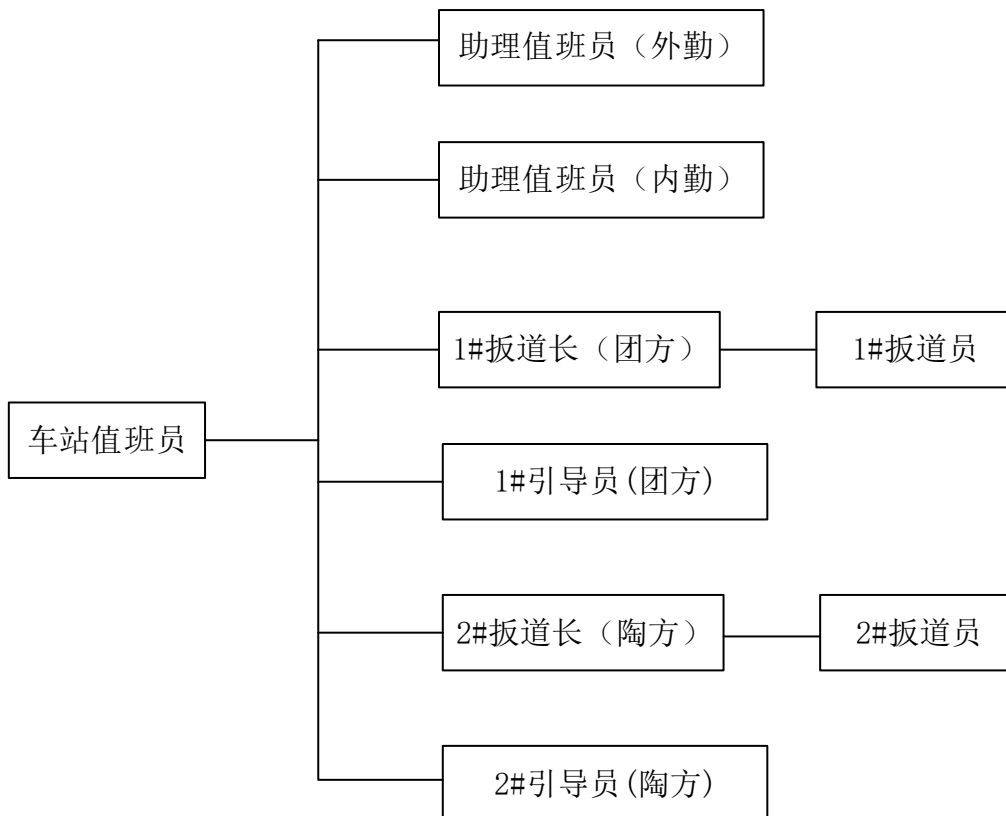 助理值班员（外勤）
助理值班员（内勤）
1#扳道长（团方）
1#扳道员
车站值班员
1#引导员(团方)
2#扳道长（陶方）
2#扳道员
2#引导员(陶方)